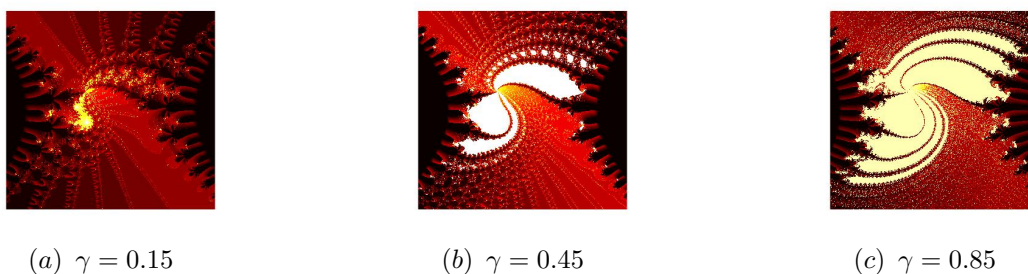 (a) γ = 0.15 (b) γ = 0.45 (c) γ = 0.85